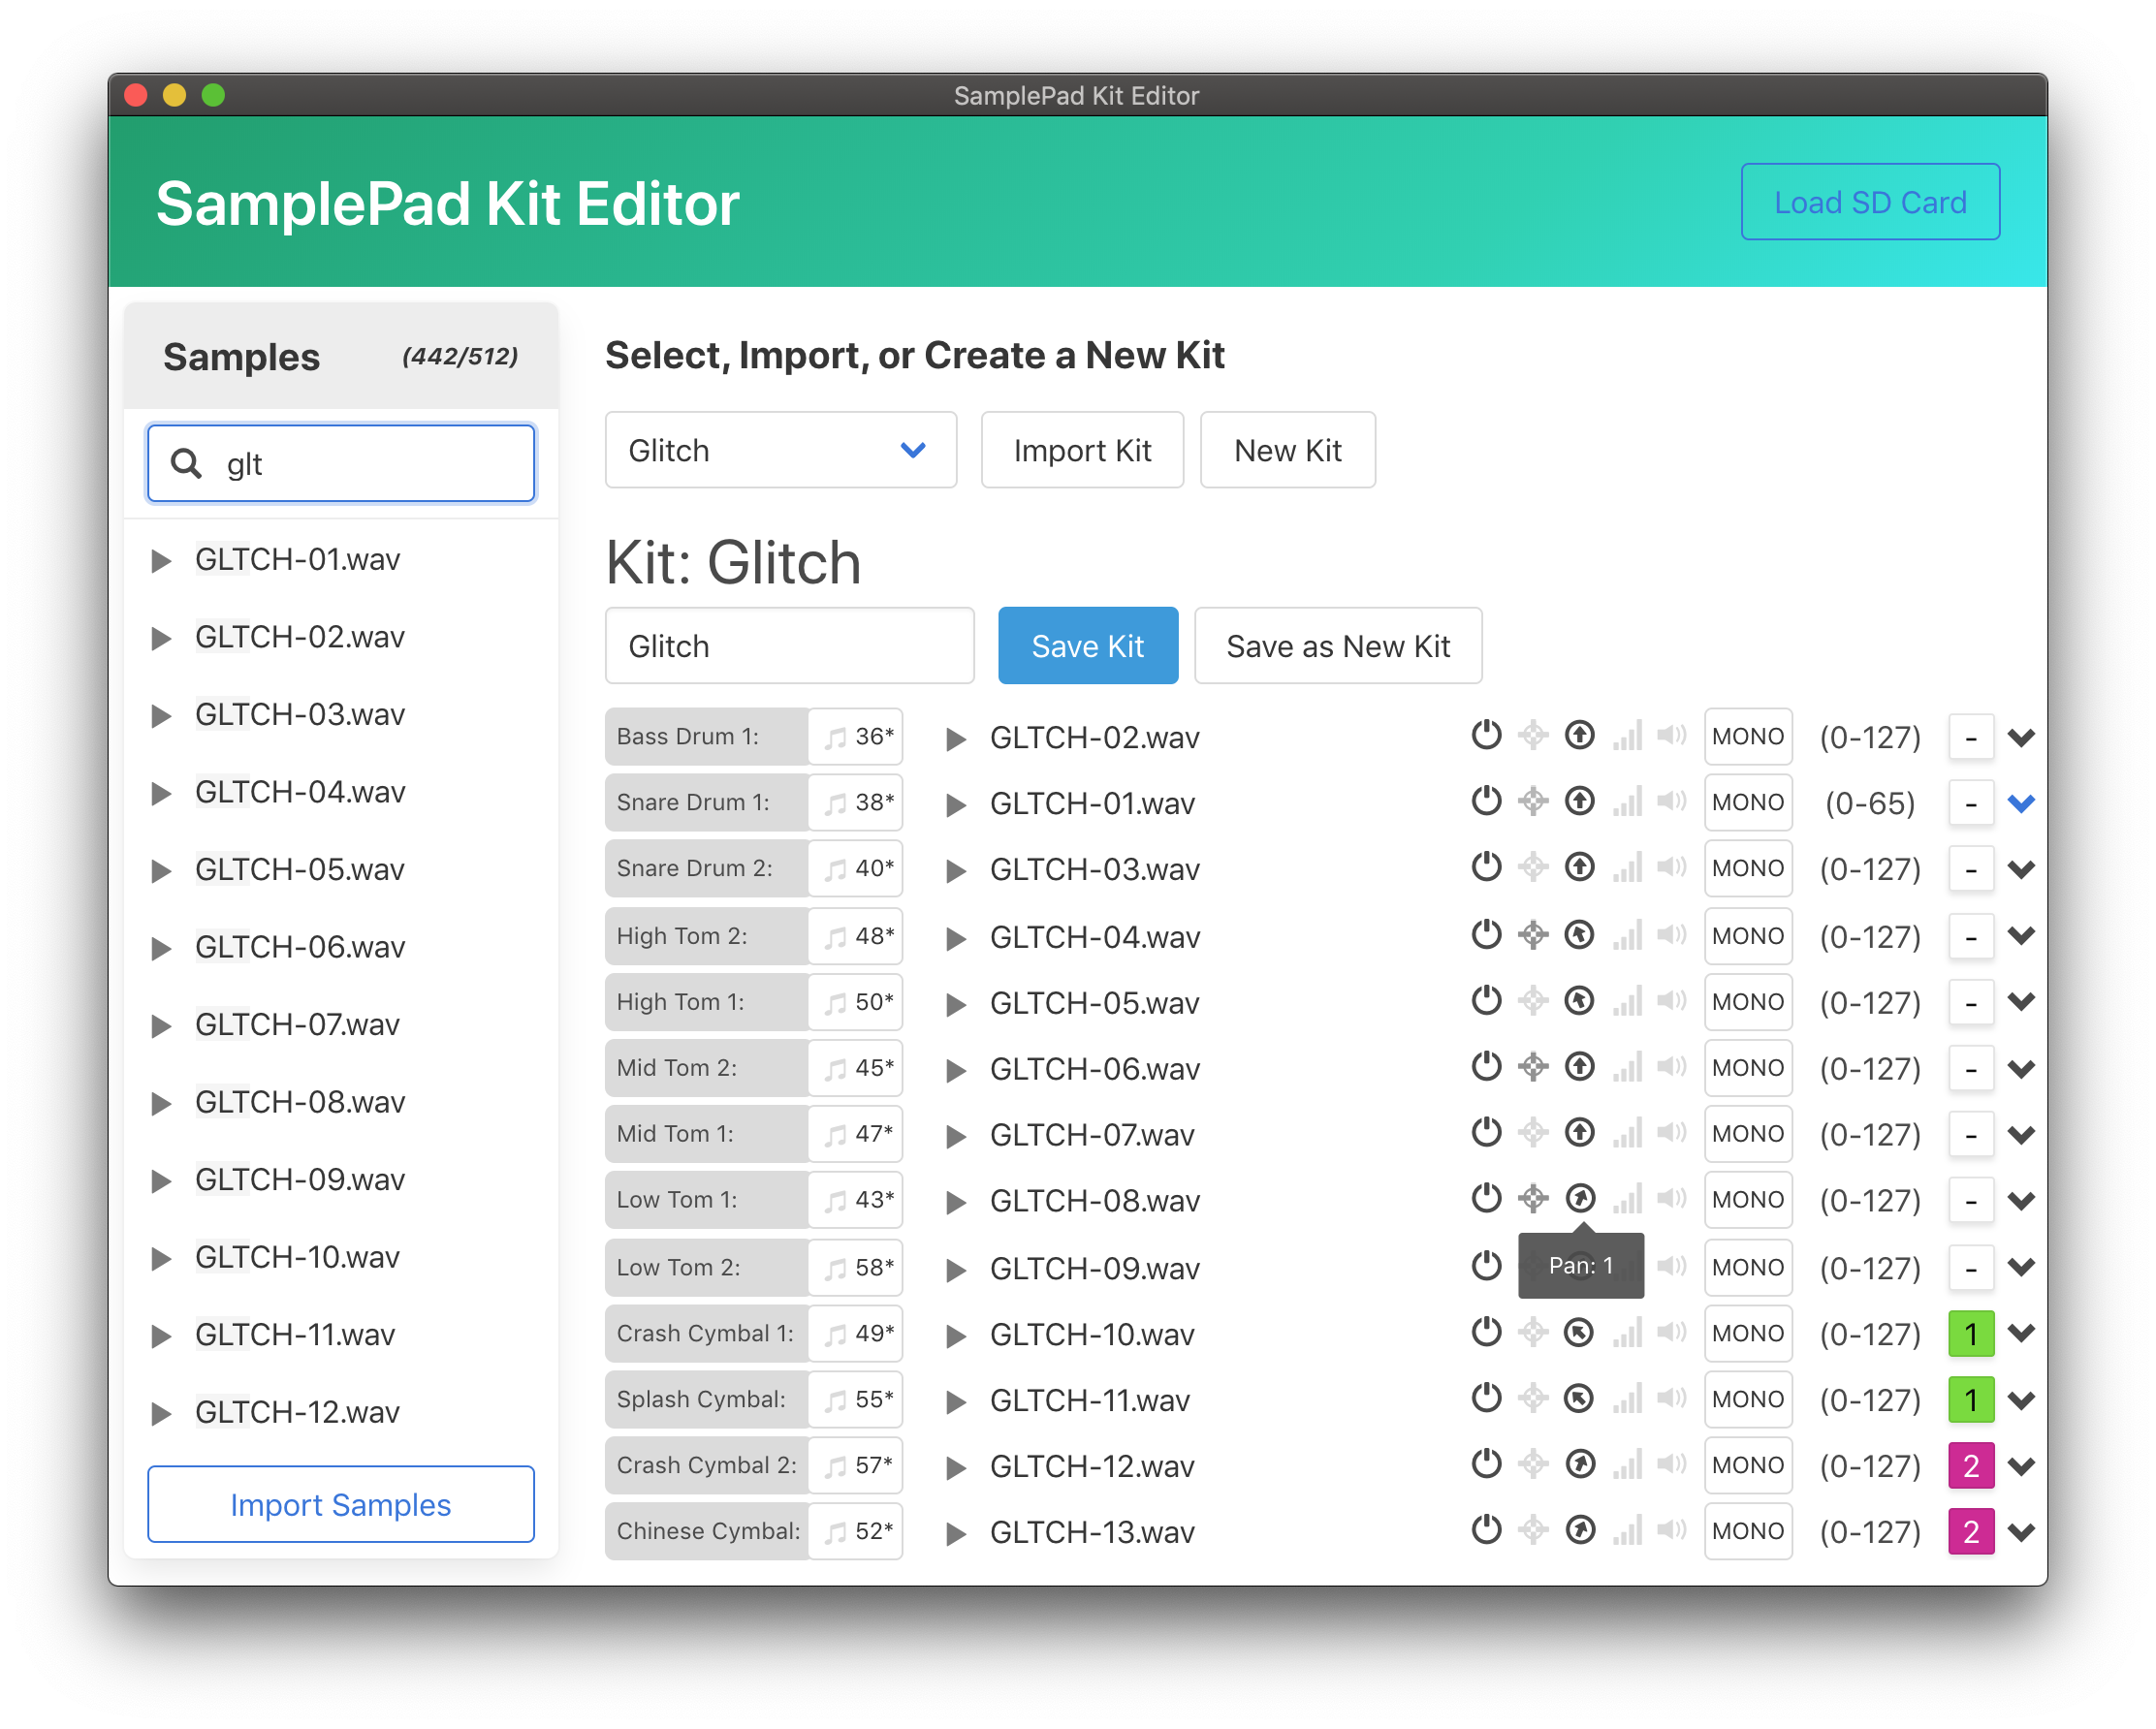 SamplePad Kit Editor
SamplePad Kit Editor
Load SD Card
Samples (442/512)
glt
GLTCH-01.wav
GLTCH-02.wav
GLTCH-03.wav
GLTCH-04.wav
GLTCH-05.wav
GLTCH-06.wav
GLTCH-07.wav
GLTCH-08.wav
GLTCH-09.wav
GLTCH-10.wav
GLTCH-11.wav
GLTCH-12.wav
Import Samples
Select, Import, or Create a New Kit
Glitch Import Kit New Kit
Kit: Glitch
Glitch Save Kit Save as New Kit
Bass Drum 1: 36* GLTCH-02.wav MONO (0-127) -
Snare Drum 1: 38* GLTCH-01.wav MONO (0-65) -
Snare Drum 2: 40* GLTCH-03.wav MONO (0-127) -
High Tom 2: 48* GLTCH-04.wav MONO (0-127) -
High Tom 1: 50* GLTCH-05.wav MONO (0-127) -
Mid Tom 2: 45* GLTCH-06.wav MONO (0-127) -
Mid Tom 1: 47* GLTCH-07.wav MONO (0-127) -
Low Tom 1: 43* GLTCH-08.wav MONO (0-127) -
Low Tom 2: 58* GLTCH-09.wav Pan: 1 MONO (0-127) -
Crash Cymbal 1: 49* GLTCH-10.wav MONO (0-127) 1
Splash Cymbal: 55* GLTCH-11.wav MONO (0-127) 1
Crash Cymbal 2: 57* GLTCH-12.wav MONO (0-127) 2
Chinese Cymbal: 52* GLTCH-13.wav MONO (0-127) 2